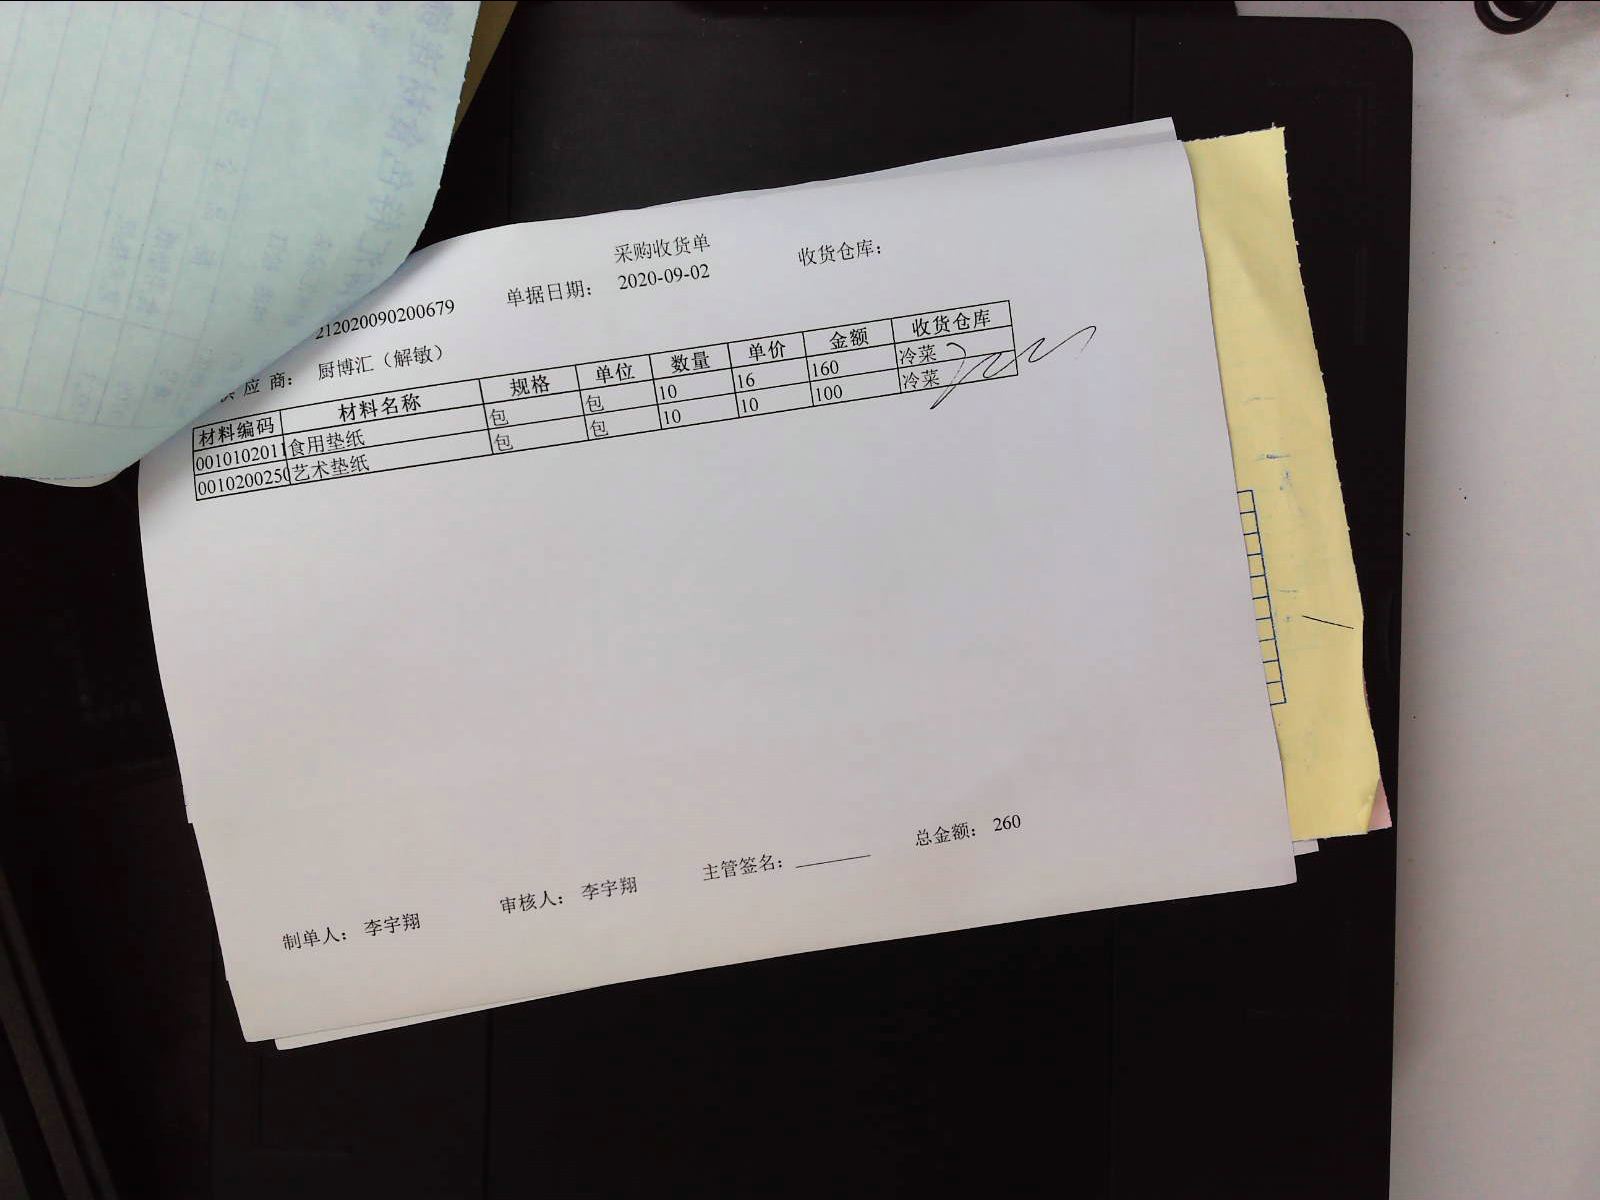 采购收货单
212020090200679 单据日期： 2020-09-02 收货仓库：
应 商： 厨博汇（解敏）
材料编码 材料名称 规格 单位 数量 单价 金额 收货仓库
0010102011 食用垫纸 包 包 10 16 160 冷菜
001020025 艺术垫纸 包 包 10 10 100 冷菜
总金额： 260
制单人： 李宇翔 审核人： 李宇翔 主管签名：